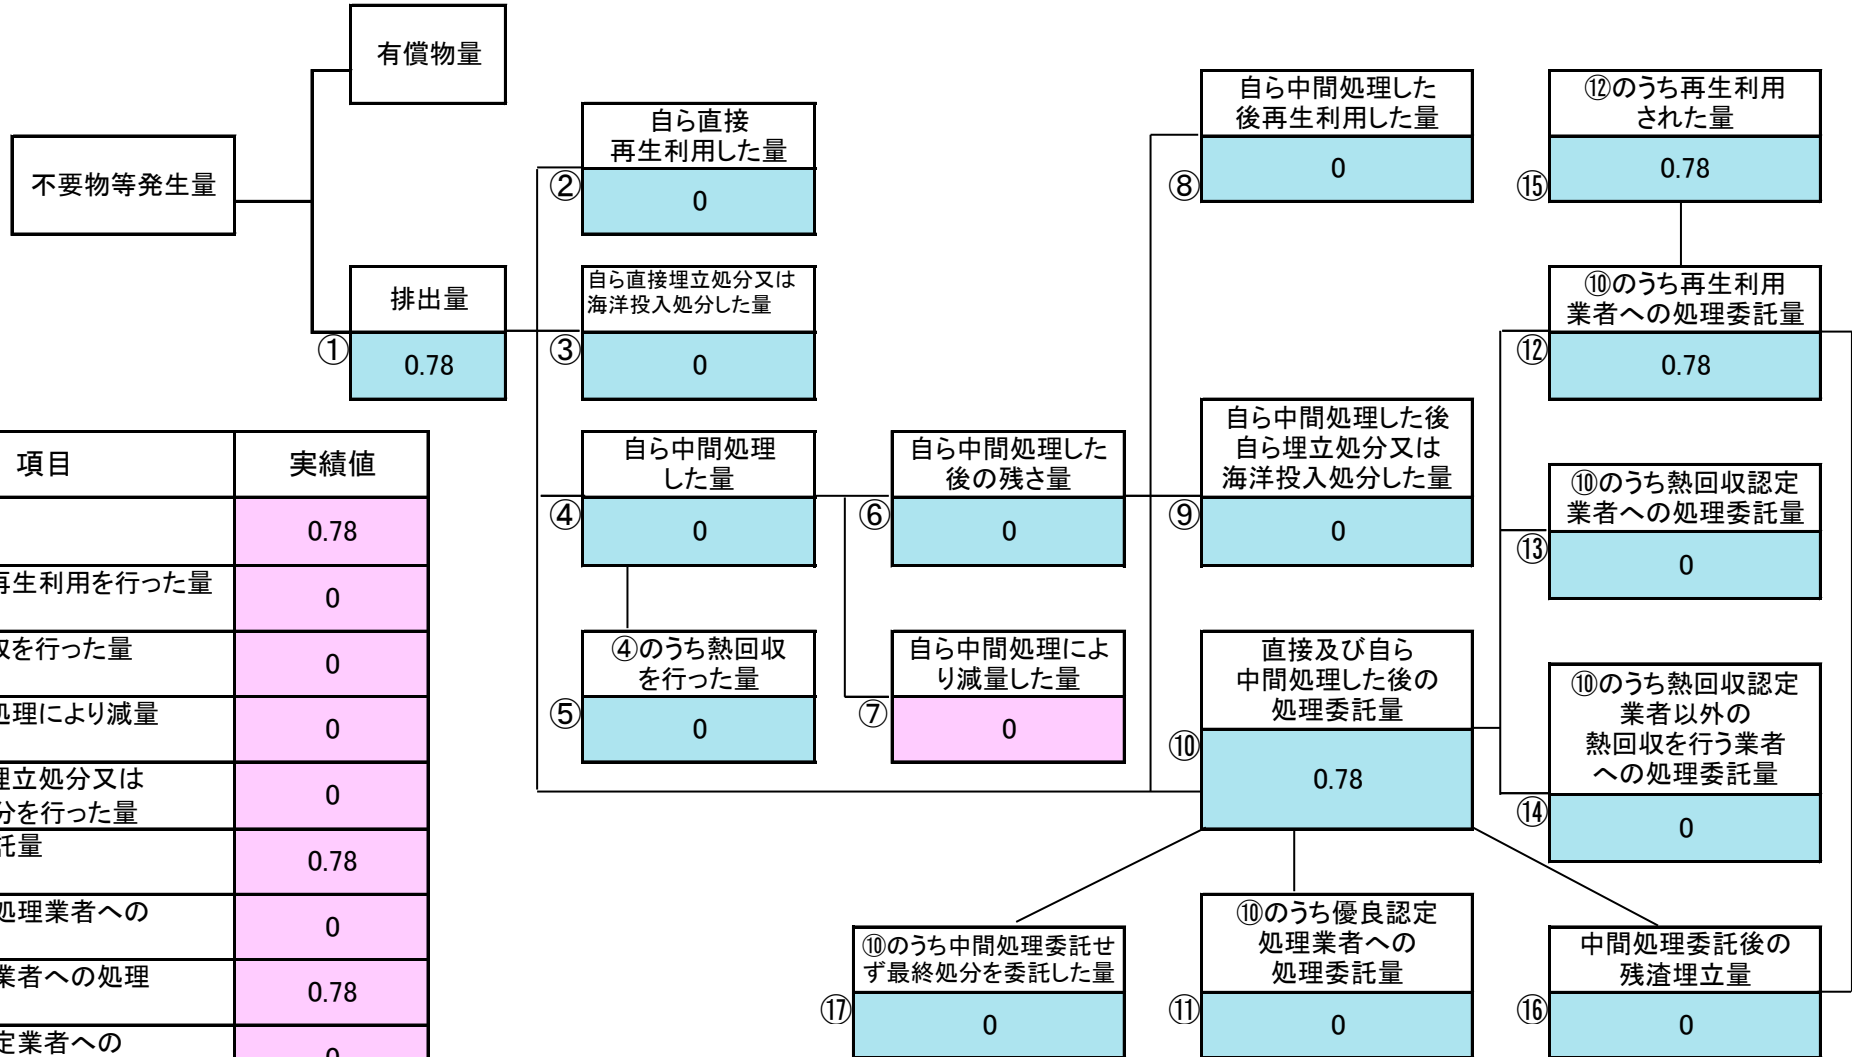 有償物量
不要物等発生量
排出量
①
0.78
自ら直接
再生利用した量
②
0
自ら直接埋立処分又は
海洋投入処分した量
③
0
自ら中間処理
した量
④
0
④のうち熱回収
を行った量
⑤
0
自ら中間処理した
後の残さ量
⑥
0
自ら中間処理によ
り減量した量
⑦
0
自ら中間処理した
後再生利用した量
⑧
0
自ら中間処理した後
自ら埋立処分又は
海洋投入処分した量
⑨
0
直接及び自ら
中間処理した後の
処理委託量
⑩
0.78
⑫のうち再生利用
された量
⑮
0.78
⑩のうち再生利用
業者への処理委託量
⑫
0.78
⑩のうち熱回収認定
業者への処理委託量
⑬
0
⑩のうち熱回収認定
業者以外の
熱回収を行う業者
への処理委託量
⑭
0
⑩のうち中間処理委託せ
ず最終処分を委託した量
⑰
0
⑩のうち優良認定
処理業者への
処理委託量
⑪
0
中間処理委託後の
残渣埋立量
⑯
0
項目
実績値
0.78
再生利用を行った量
0
を行った量
0
処理により減量
0
埋立処分又は
分を行った量
0
託量
0.78
処理業者への
0
業者への処理
0.78
定業者への